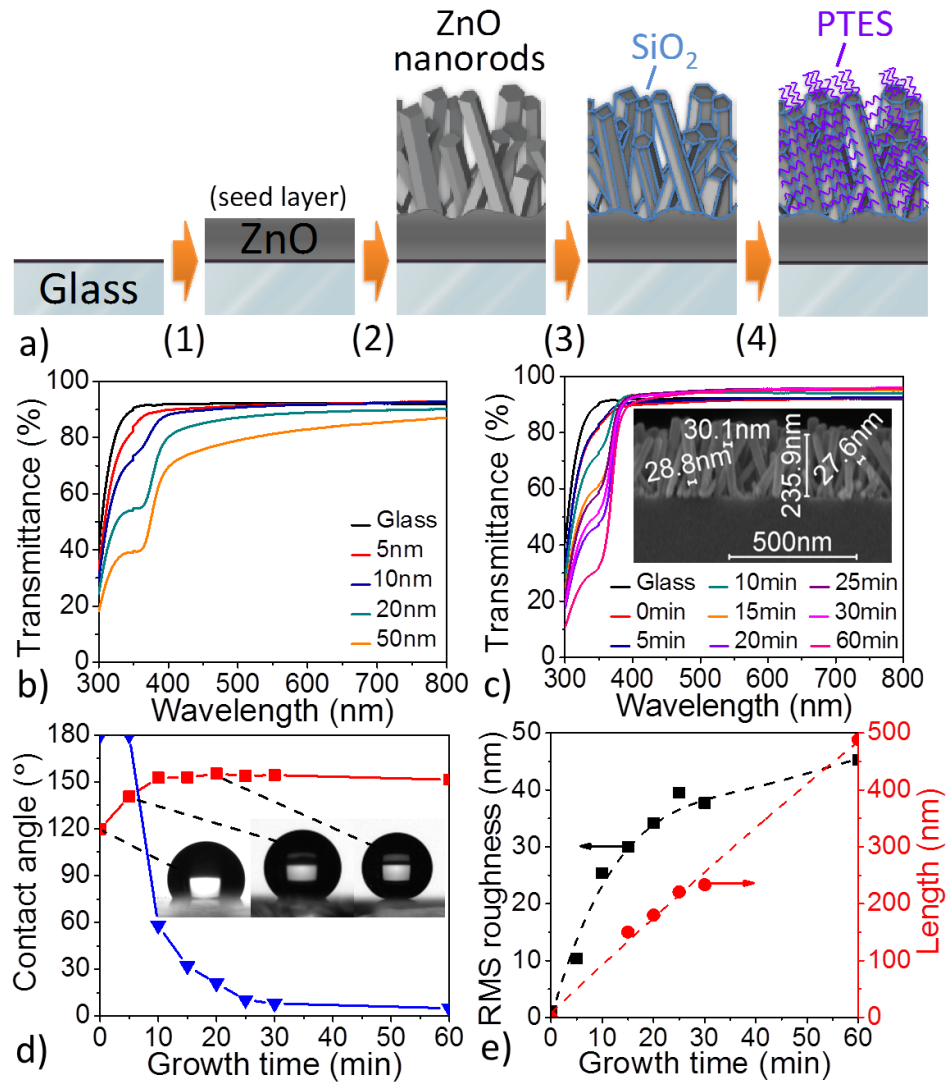 ZnO
nanorods
SiO2
PTES
(seed layer)
ZnO
Glass
(1)
(2)
(3)
(4)
a)
100
80
60
40
20
0
Transmittance (%)
Glass
5nm
10nm
20nm
50nm
300 400 500 600 700 800
Wavelength (nm)
b)
100
80
60
40
20
0
Transmittance (%)
30.1nm
28.8nm
235.9nm
27.6nm
500nm
Glass 10min 25min
0min 15min 30min
5min 20min 60min
300 400 500 600 700 800
Wavelength (nm)
c)
180
150
120
90
60
30
0
Contact angle (°)
0 10 20 30 40 50 60
Growth time (min)
d)
50
40
30
20
10
0
RMS roughness (nm)
500
400
300
200
100
0
Length (nm)
0 10 20 30 40 50 60
Growth time (min)
e)